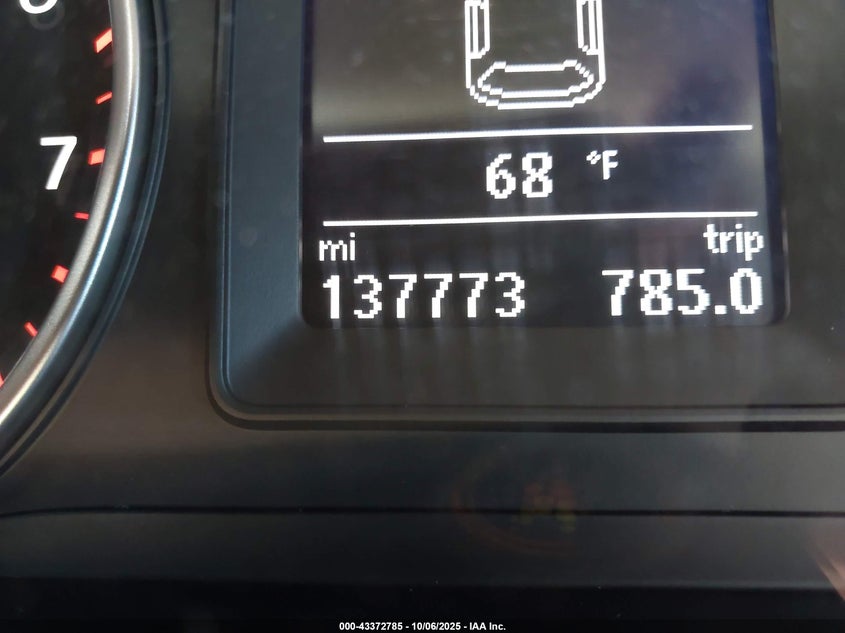 7
68 °F
mi trip
137773 785.0
000-43372785 - 10/06/2025 - IAA Inc.